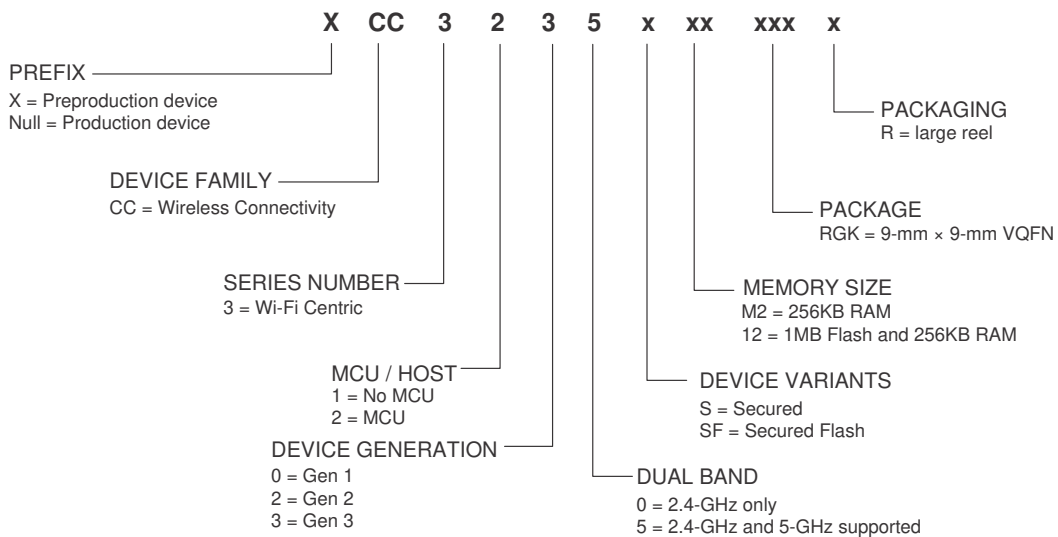 X CC 3 2 3 5 x xx xxx x
PREFIX
X = Preproduction device
Null = Production device
PACKAGING
R = large reel
DEVICE FAMILY
CC = Wireless Connectivity
PACKAGE
RGK = 9-mm × 9-mm VQFN
SERIES NUMBER
3 = Wi-Fi Centric
MEMORY SIZE
M2 = 256KB RAM
12 = 1MB Flash and 256KB RAM
MCU / HOST
1 = No MCU
2 = MCU
DEVICE VARIANTS
S = Secured
SF = Secured Flash
DEVICE GENERATION
0 = Gen 1
2 = Gen 2
3 = Gen 3
DUAL BAND
0 = 2.4-GHz only
5 = 2.4-GHz and 5-GHz supported